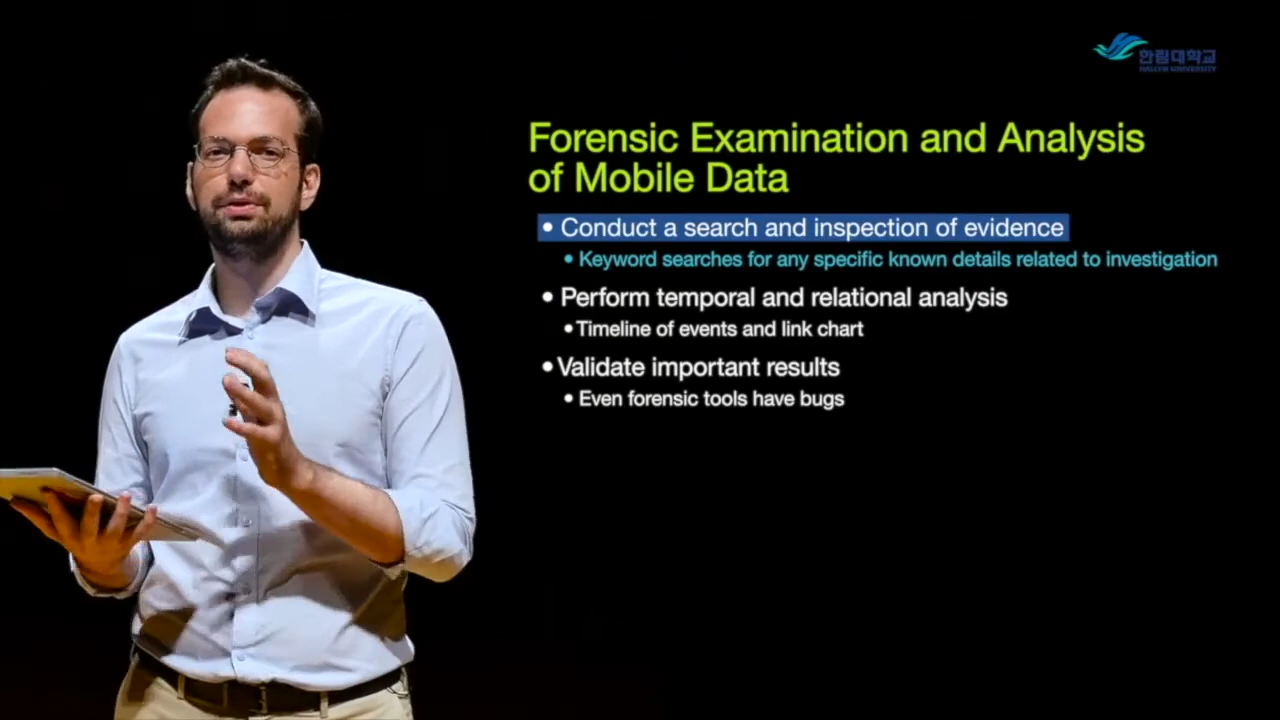 한림대학교
HALLYM UNIVERSITY
Forensic Examination and Analysis
of Mobile Data
• Conduct a search and inspection of evidence
• Keyword searches for any specific known details related to investigation
• Perform temporal and relational analysis
• Timeline of events and link chart
• Validate important results
• Even forensic tools have bugs